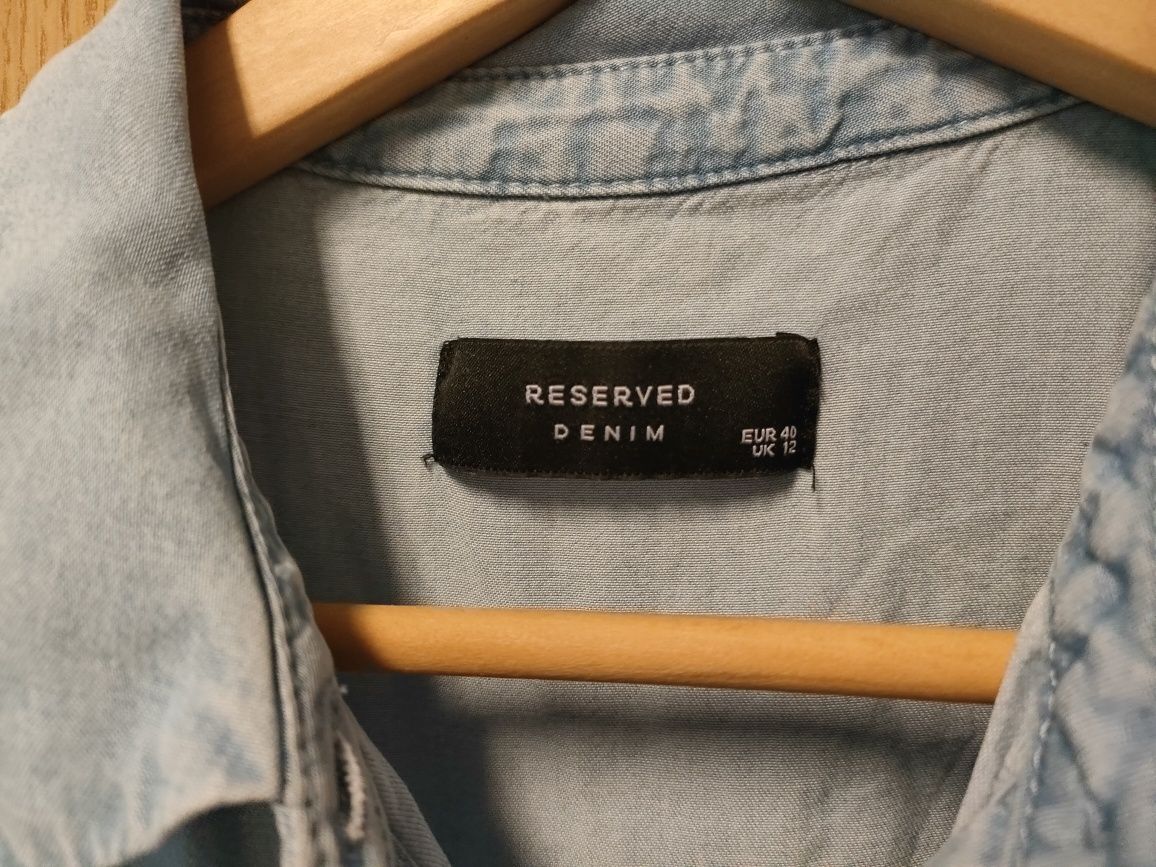 RESERVED
DENIM
EUR 40
UK 12